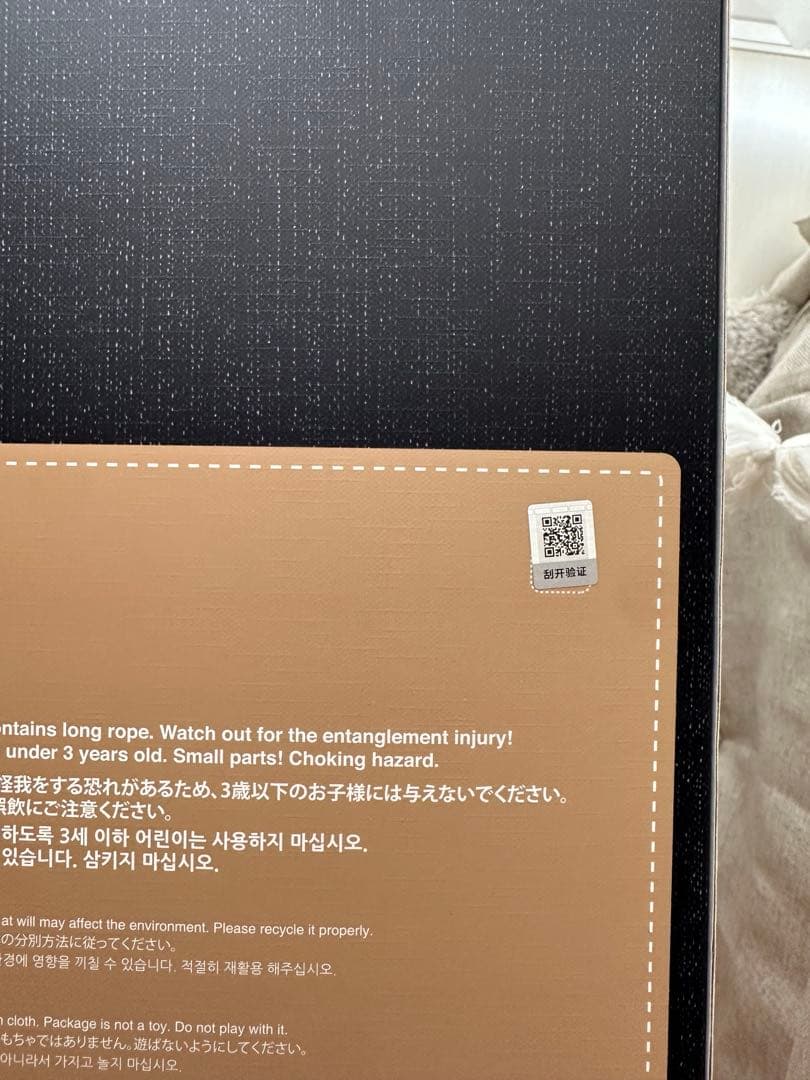 刮开验证
ontains long rope. Watch out for the entanglement injury!
under 3 years old. Small parts! Choking hazard.
怪我をする恐れがあるため、3歳以下のお子様には与えないでください。
誤飲にご注意ください。
하도록 3세 이하 어린이는 사용하지 마십시오.
있습니다. 삼키지 마십시오.
at will may affect the environment. Please recycle it properly.
の分別方法に従ってください。
환경에 영향을 끼칠 수 있습니다. 적절히 재활용 해주십시오.
cloth. Package is not a toy. Do not play with it.
もちゃではありません。遊ばないようにしてください。
아니라서 가지고 놀지 마십시오.